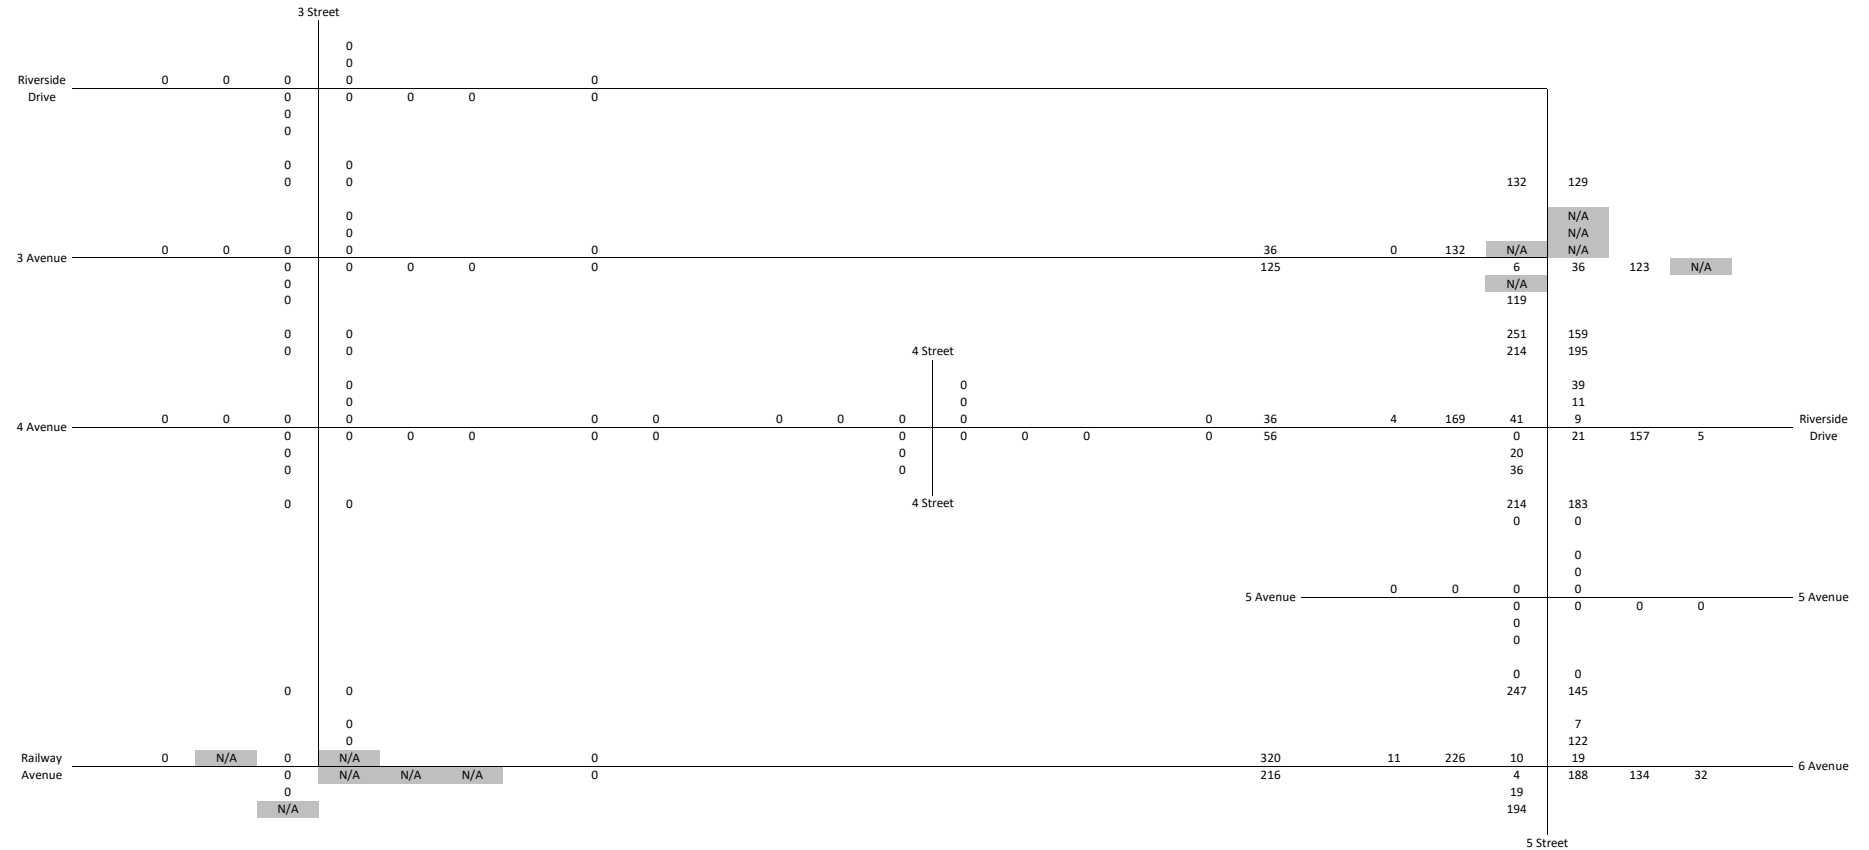 3 Street
0
0
Riverside 0 0 0 0 0
Drive 0 0 0 0 0
0
0
0 0
0 0 132 129
0 N/A
0 N/A
0 0 0 0 0 36 0 132 N/A N/A
3 Avenue
0 0 0 0 0 125 6 36 123 N/A
0 N/A
0 119
0 0 251 159
0 0 4 Street 214 195
0 0 39
0 0 11
0 0 0 0 0 0 0 0 0 0 0 36 4 169 41 9 Riverside
4 Avenue
0 0 0 0 0 0 0 0 0 0 0 56 0 21 157 5 Drive
0 0 20
0 0 36
0 0 4 Street 214 183
0 0
0
0
0 0 0 0
5 Avenue 5 Avenue
0 0 0 0
0
0
0 0
0 0 247 145
0 7
0 122
Railway 0 N/A 0 N/A 0 320 11 226 10 19
6 Avenue
Avenue 0 N/A N/A N/A 0 216 4 188 134 32
0 19
N/A 194
5 Street